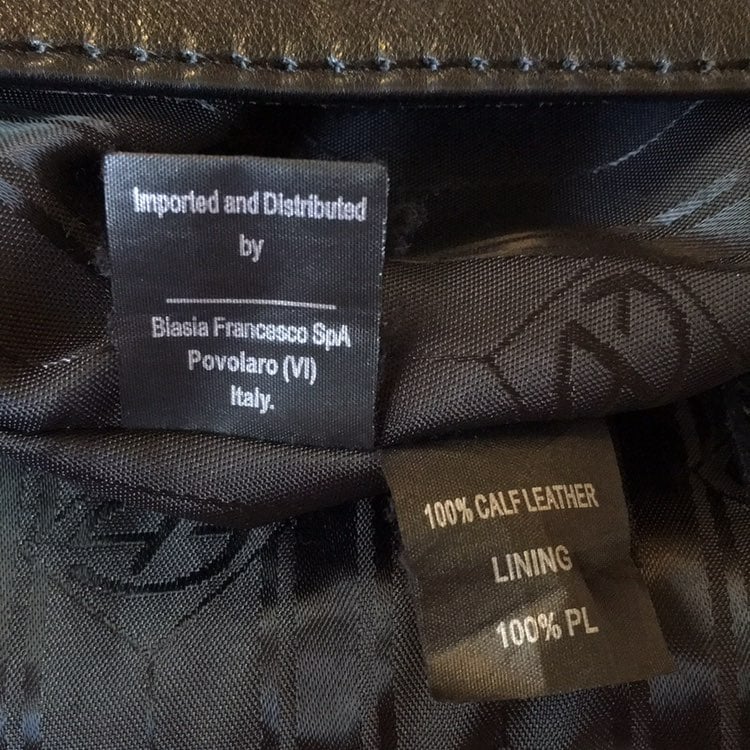 Imported and Distributed
by
Biasia Francesco SpA
Povolaro (VI)
Italy.
100% CALF LEATHER
LINING
100% PL